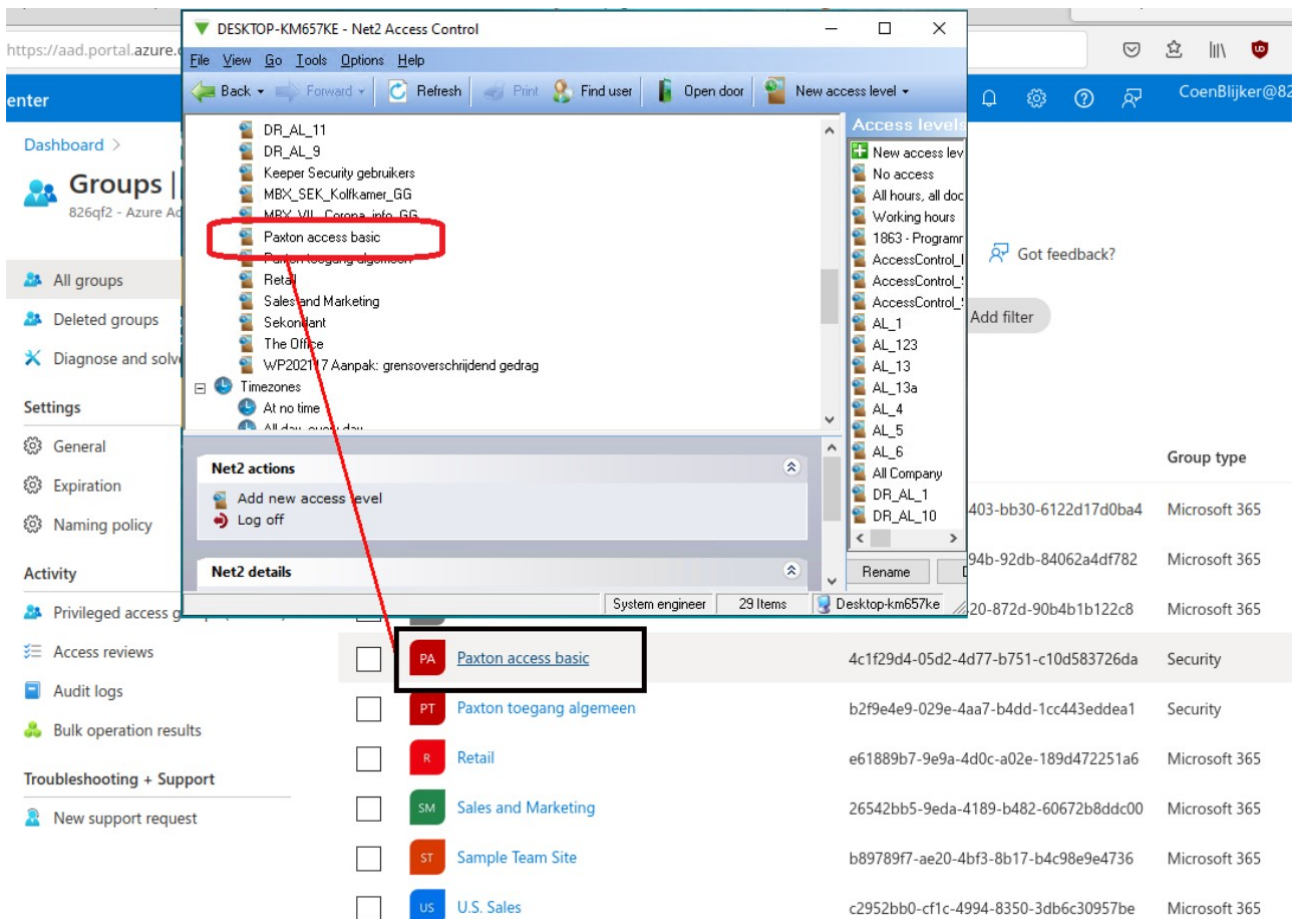 https://aad.portal.azure.c
DESKTOP-KM657KE - Net2 Access Control
File View Go Tools Options Help
Back Forward Refresh Print Find user Open door New access level
enter
CoenBlijker@82
Dashboard >
Groups |
826qf2 - Azure Ad
All groups
Deleted groups
Diagnose and solve
Settings
General
Expiration
Naming policy
Activity
Privileged access g
Access reviews
Audit logs
Bulk operation results
Troubleshooting + Support
New support request
DR_AL_11
DR_AL_9
Keeper Security gebruikers
MBX_SEK_Kolfkamer_GG
MBX_VIL_Corona_info_GG
Paxton access basic
Paxton toegang algemeen
Retail
Sales and Marketing
Sekondant
The Office
WP202117 Aanpak: grensoverschrijdend gedrag
Timezones
At no time
All day, every day
Net2 actions
Add new access level
Log off
Net2 details
Access levels
New access lev
No access
All hours, all doc
Working hours
1863 - Programm
AccessControl_
AccessControl_
AccessControl_
AL_1
AL_123
AL_13
AL_13a
AL_4
AL_5
AL_6
All Company
DR_AL_1
DR_AL_10
Rename
System engineer 29 Items Desktop-km657ke
Got feedback?
Add filter
Group type
403-bb30-6122d17d0ba4 Microsoft 365
94b-92db-84062a4df782 Microsoft 365
20-872d-90b4b1b122c8 Microsoft 365
PA Paxton access basic 4c1f29d4-05d2-4d77-b751-c10d583726da Security
PT Paxton toegang algemeen b2f9e4e9-029e-4aa7-b4dd-1cc443eddea1 Security
R Retail e61889b7-9e9a-4d0c-a02e-189d472251a6 Microsoft 365
SM Sales and Marketing 26542bb5-9eda-4189-b482-60672b8ddc00 Microsoft 365
ST Sample Team Site b89789f7-ae20-4bf3-8b17-b4c98e9e4736 Microsoft 365
US U.S. Sales c2952bb0-cf1c-4994-8350-3db6c30957be Microsoft 365